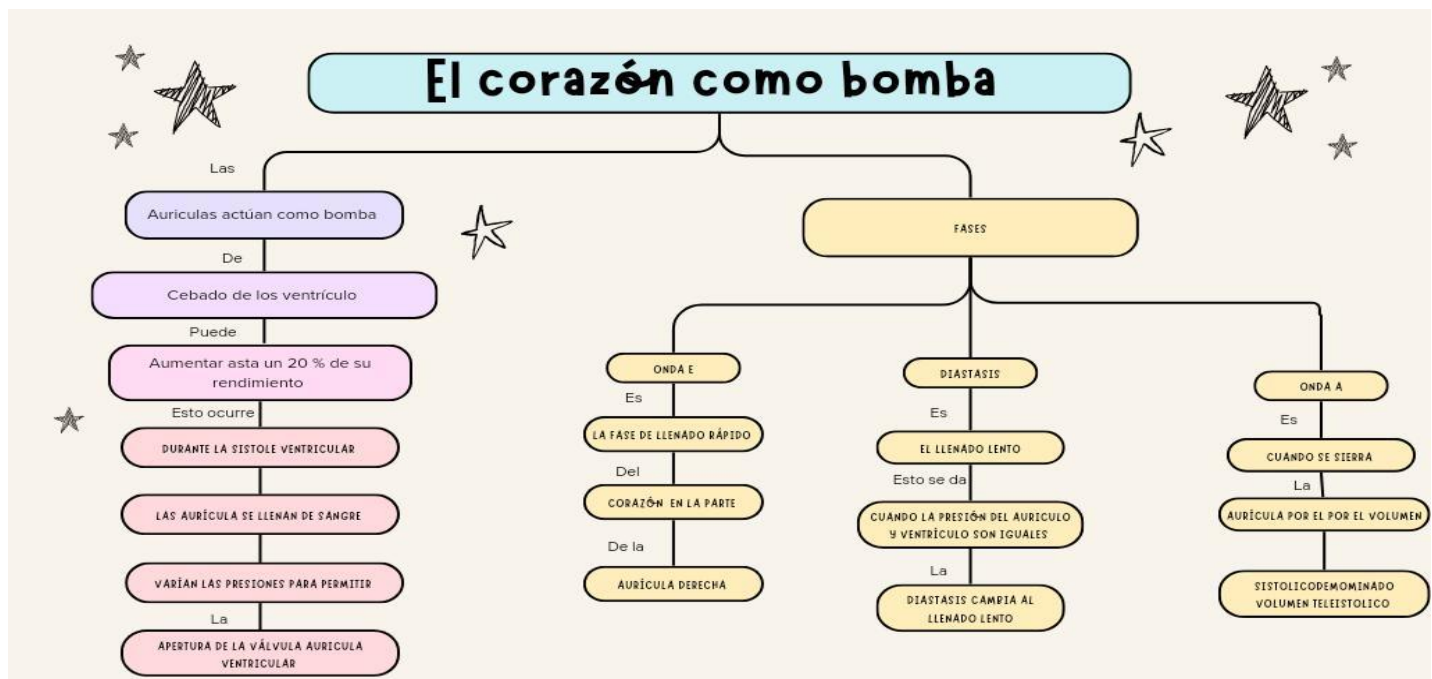 El corazón como bomba
Las
Auriculas actúan como bomba
De
Cebado de los ventrículo
Puede
Aumentar asta un 20 % de su
rendimiento
Esto ocurre
DURANTE LA SISTOLE VENTRICULAR
LAS AURÍCULA SE LLENAN DE SANGRE
VARÍAN LAS PRESIONES PARA PERMITIR
La
APERTURA DE LA VÁLVULA AURICULA
VENTRICULAR
FASES
ONDA E
Es
LA FASE DE LLENADO RÁPIDO
Del
CORAZÓN EN LA PARTE
De la
AURÍCULA DERECHA
DIASTASIS
Es
EL LLENADO LENTO
Esto se da
CUANDO LA PRESIÓN DEL AURICULO
Y VENTRÍCULO SON IGUALES
La
DIASTASIS CAMBIA AL
LLENADO LENTO
ONDA A
Es
CUANDO SE SIERRA
La
AURÍCULA POR EL POR EL VOLUMEN
SISTOLICODEMOMINADO
VOLUMEN TELEISTOLICO